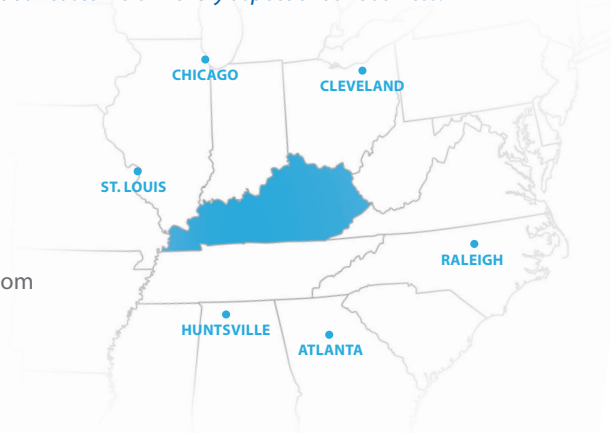 CHICAGO
CLEVELAND
ST. LOUIS
RALEIGH
om
HUNTSVILLE
ATLANTA